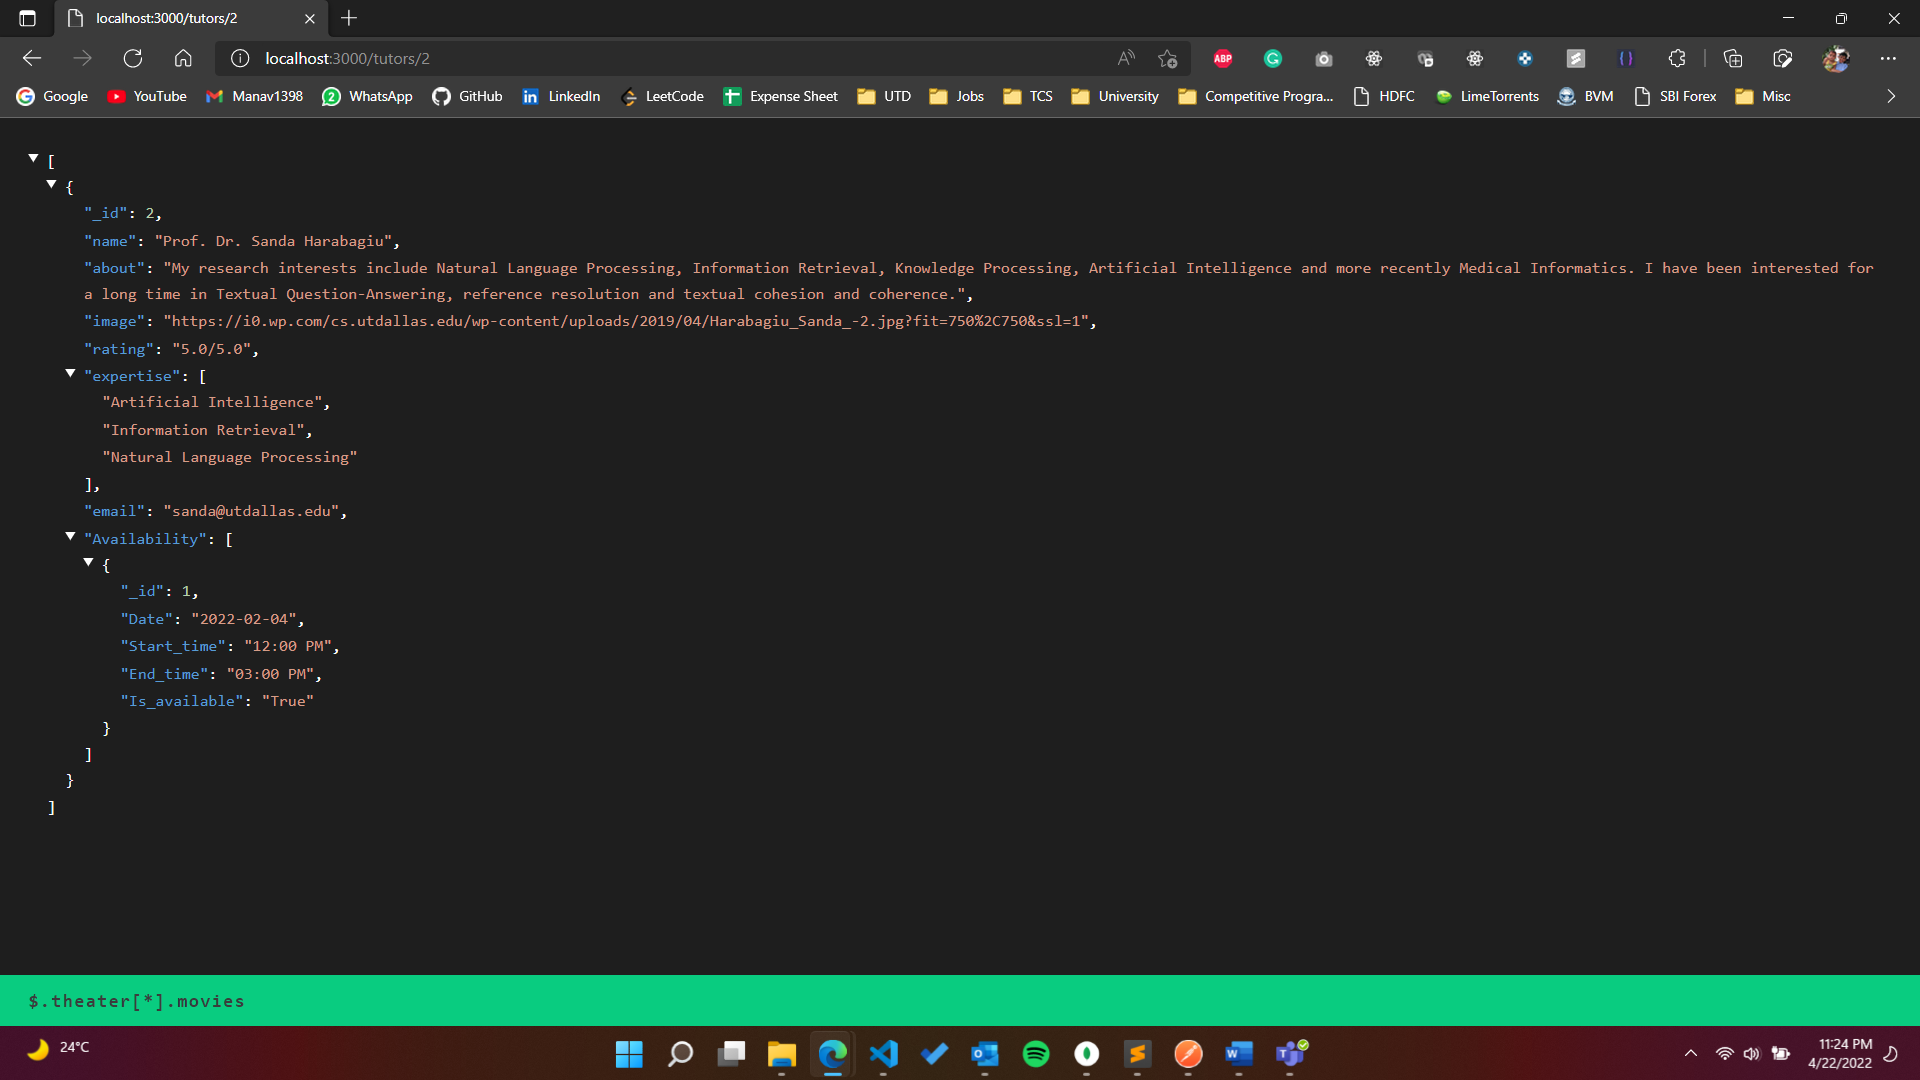 localhost:3000/tutors/2
localhost:3000/tutors/2
ABP
Google YouTube Manav1398 WhatsApp GitHub LinkedIn LeetCode Expense Sheet UTD Jobs TCS University Competitive Progra... HDFC LimeTorrents BVM SBI Forex Misc
[
{
"_id": 2,
"name": "Prof. Dr. Sanda Harabagiu",
"about": "My research interests include Natural Language Processing, Information Retrieval, Knowledge Processing, Artificial Intelligence and more recently Medical Informatics. I have been interested for
a long time in Textual Question-Answering, reference resolution and textual cohesion and coherence.",
"image": "https://i0.wp.com/cs.utdallas.edu/wp-content/uploads/2019/04/Harabagiu_Sanda_-2.jpg?fit=750%2C750&ssl=1",
"rating": "5.0/5.0",
"expertise": [
"Artificial Intelligence",
"Information Retrieval",
"Natural Language Processing"
],
"email": "sanda@utdallas.edu",
"Availability": [
{
"_id": 1,
"Date": "2022-02-04",
"Start_time": "12:00 PM",
"End_time": "03:00 PM",
"Is_available": "True"
}
]
}
]
$.theater[*].movies
24°C
11:24 PM
4/22/2022